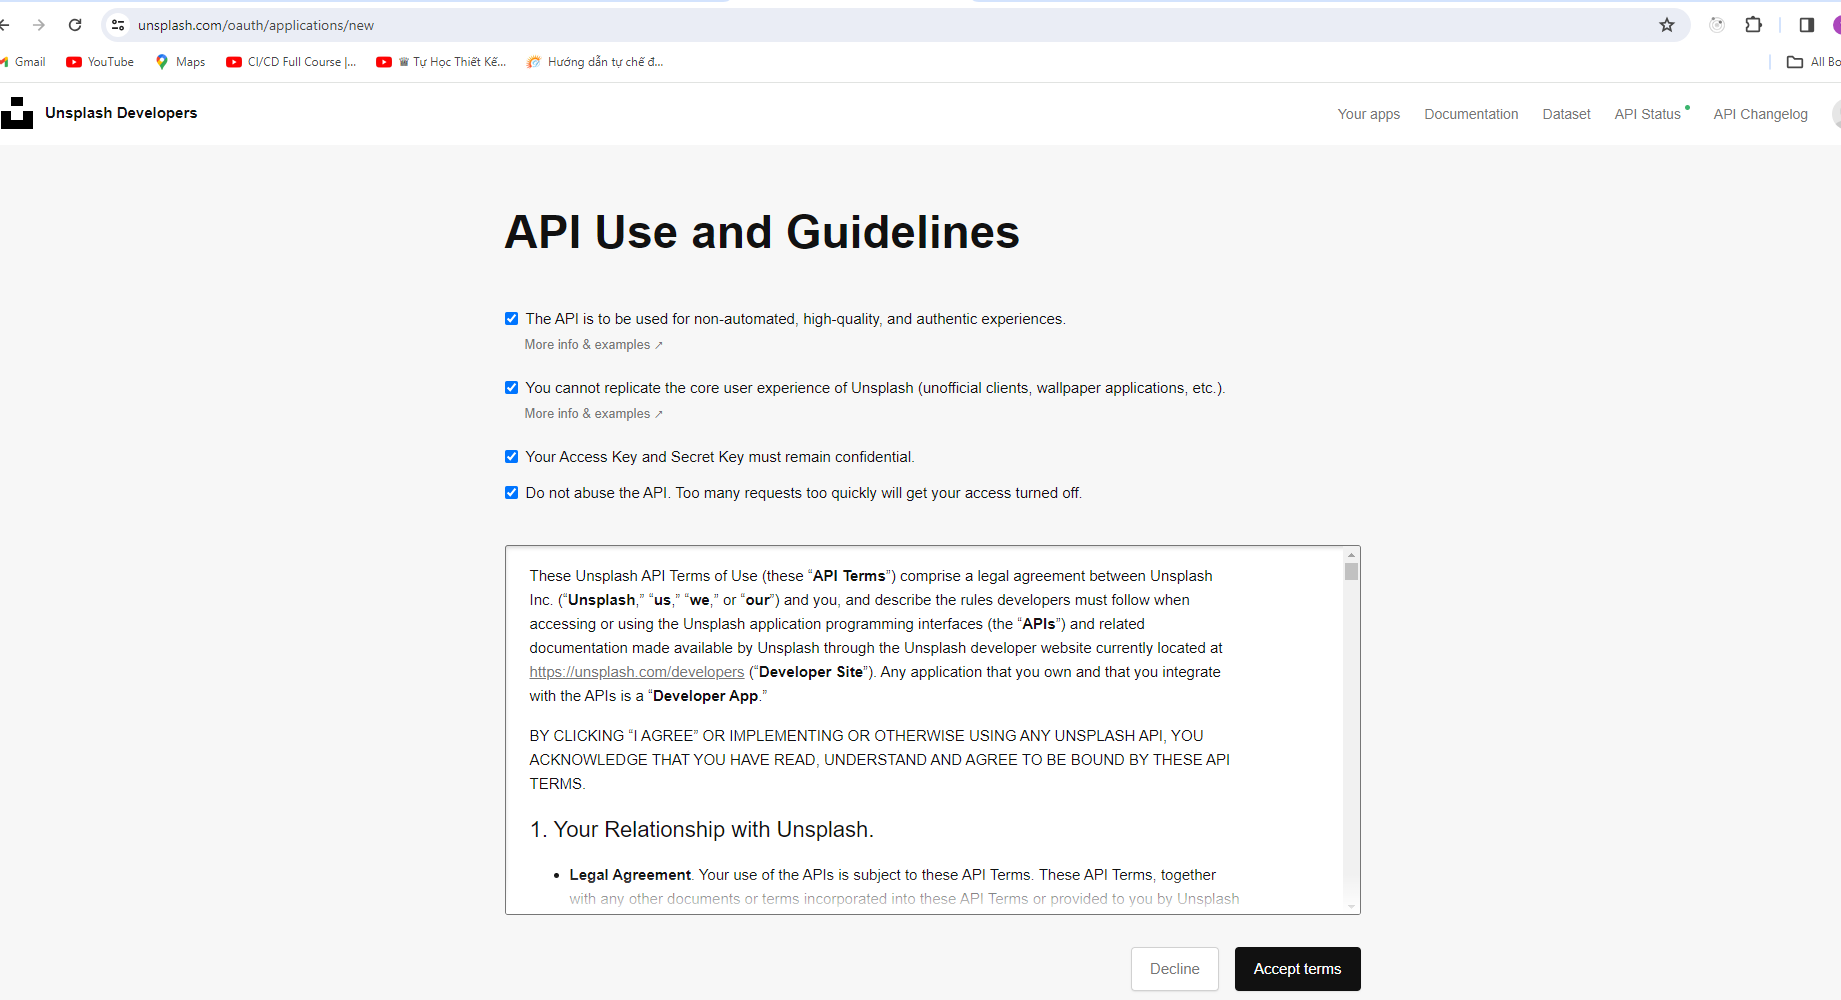 unsplash.com/oauth/applications/new
Gmail
YouTube
Maps
CI/CD Full Course |...
Tự Học Thiết Kế...
Hướng dẫn tự chế đ...
All Bo
Unsplash Developers
Your apps
Documentation
Dataset
API Status
API Changelog
API Use and Guidelines
The API is to be used for non-automated, high-quality, and authentic experiences.
More info & examples ↗
You cannot replicate the core user experience of Unsplash (unofficial clients, wallpaper applications, etc.).
More info & examples ↗
Your Access Key and Secret Key must remain confidential.
Do not abuse the API. Too many requests too quickly will get your access turned off.
These Unsplash API Terms of Use (these “API Terms”) comprise a legal agreement between Unsplash
Inc. (“Unsplash,” “us,” “we,” or “our”) and you, and describe the rules developers must follow when
accessing or using the Unsplash application programming interfaces (the “APIs”) and related
documentation made available by Unsplash through the Unsplash developer website currently located at
https://unsplash.com/developers (“Developer Site”). Any application that you own and that you integrate
with the APIs is a “Developer App.”
BY CLICKING “I AGREE” OR IMPLEMENTING OR OTHERWISE USING ANY UNSPLASH API, YOU
ACKNOWLEDGE THAT YOU HAVE READ, UNDERSTAND AND AGREE TO BE BOUND BY THESE API
TERMS.
1. Your Relationship with Unsplash.
• Legal Agreement. Your use of the APIs is subject to these API Terms. These API Terms, together
with any other documents or terms incorporated into these API Terms or provided to you by Unsplash
Decline
Accept terms